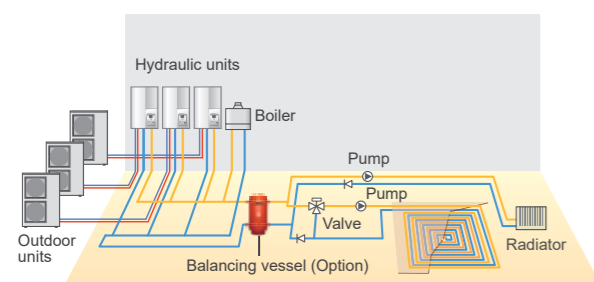 Hydraulic units
Boiler
Pump
Pump
Valve
Radiator
Outdoor
units
Balancing vessel (Option)